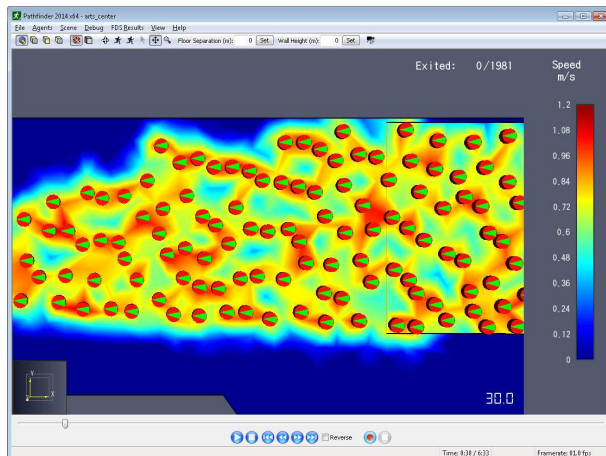 Pathfinder 2014 x64 - arts_center
File Agents Scene Debug FDS Results View Help
Floor Separation (m): 0 Set Wall Height (m): 0 Set
Exited: 0/1981
Speed
m/s
1.2
1.08
0.96
0.84
0.72
0.6
0.48
0.36
0.24
0.12
0
Y
X
30.0
Reverse
Time: 0:30 / 6:33 Framerate: 81.0 fps